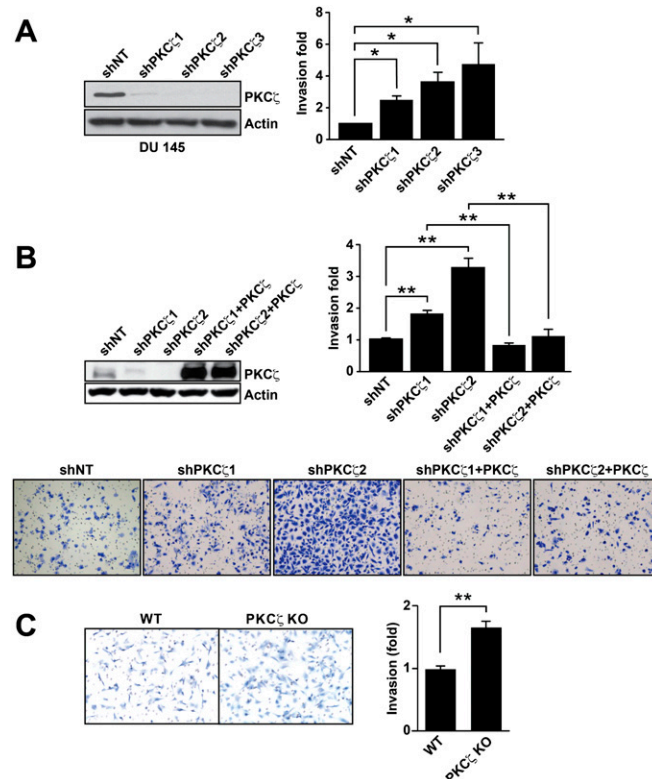 A
shNT
shPKCζ1
shPKCζ2
shPKCζ3
PKCζ
Actin
DU 145
Invasion fold
8
6
4
2
0
*
*
*
shNT
shPKCζ1
shPKCζ2
shPKCζ3
B
shNT
shPKCζ1
shPKCζ2
shPKCζ1+PKCζ
shPKCζ2+PKCζ
PKCζ
Actin
Invasion fold
4
3
2
1
0
**
**
**
**
shNT
shPKCζ1
shPKCζ2
shPKCζ1+PKCζ
shPKCζ2+PKCζ
shNT
shPKCζ1
shPKCζ2
shPKCζ1+PKCζ
shPKCζ2+PKCζ
C
WT
PKCζ KO
Invasion (fold)
2
1
0
**
WT
PKCζ KO